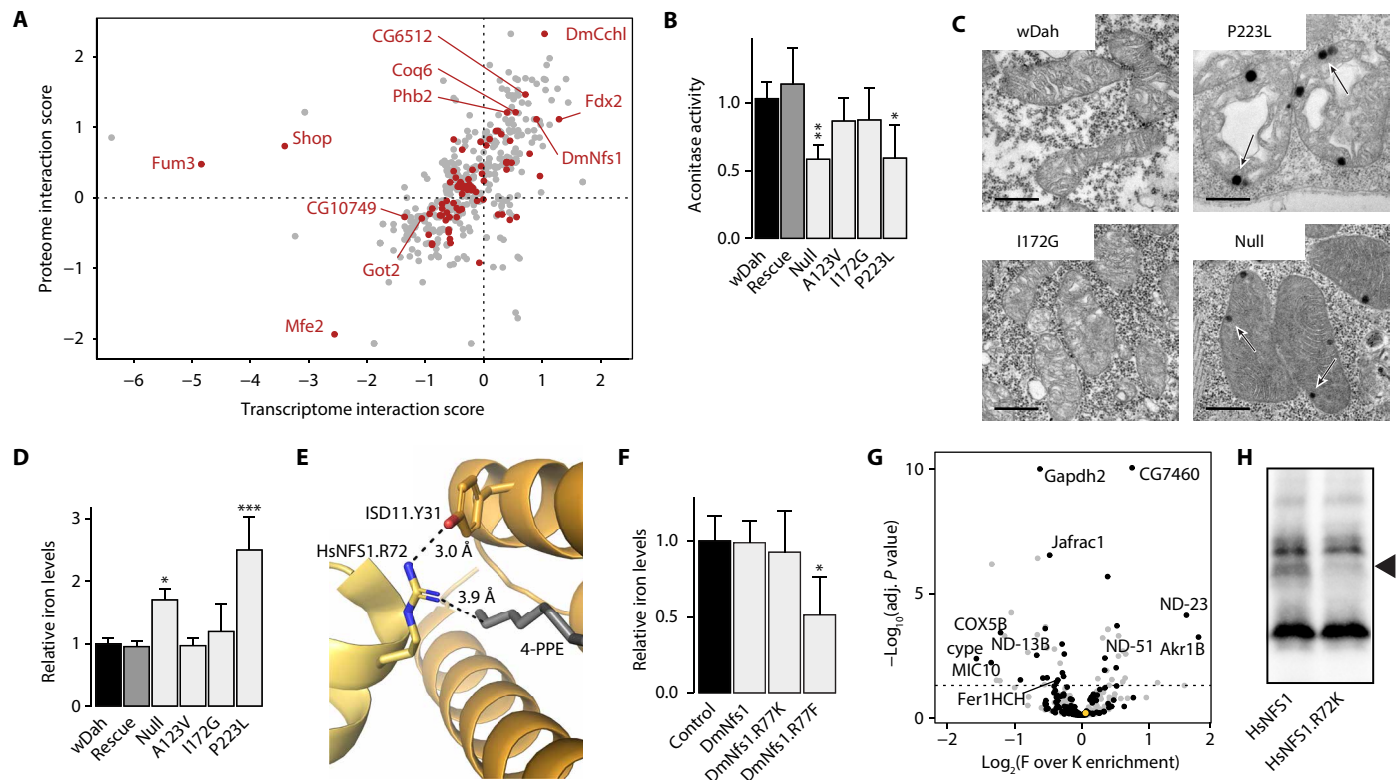 A
Proteome interaction score
2
1
0
−1
−2
CG6512
Coq6
Phb2
DmCchl
Fdx2
DmNfs1
Shop
Fum3
CG10749
Got2
Mfe2
−6 −5 −4 −3 −2 −1 0 1 2
Transcriptome interaction score
B
Aconitase activity
1.0
0.5
0.0
**
*
wDah
Rescue
Null
A123V
I172G
P223L
C
wDah
P223L
I172G
Null
D
Relative iron levels
3
2
1
0
*
***
wDah
Rescue
Null
A123V
I172G
P223L
E
ISD11.Y31
HsNFS1.R72
3.0 Å
3.9 Å
4-PPE
F
Relative iron levels
1.0
0.5
0.0
*
Control
DmNfs1
DmNfs1.R77K
DmNfs1.R77F
G
−Log10(adj. P value)
10
5
0
Gapdh2
CG7460
Jafrac1
ND-23
COX5B
ND-13B
ND-51
cype
Akr1B
MIC10
Fer1HCH
−2 −1 0 1 2
Log2(F over K enrichment)
H
HsNFS1
HsNFS1.R72K